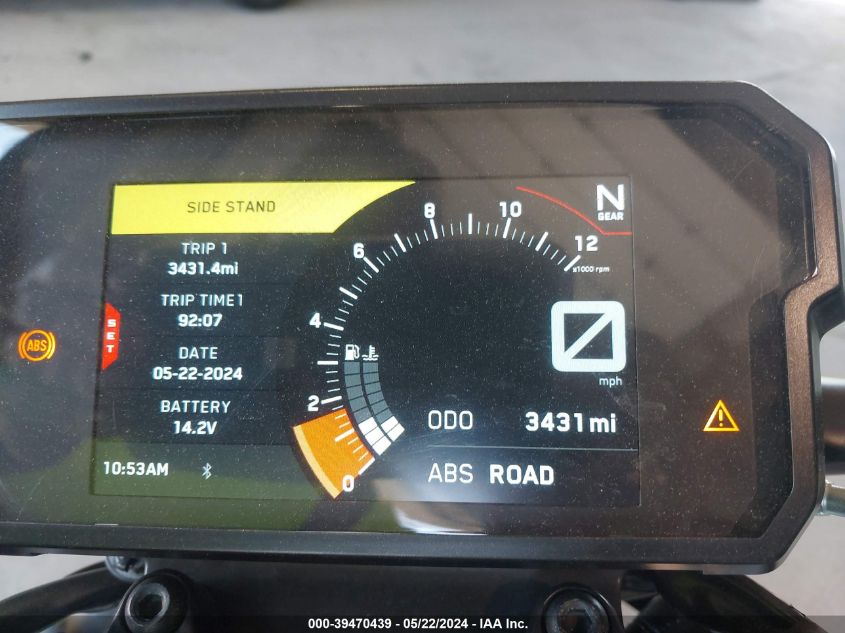 SIDE STAND
TRIP 1
3431.4mi
TRIP TIME1
92:07
DATE
05-22-2024
BATTERY
14.2V
10:53AM
SET
ABS
0
2
4
6
8
10
12
x1000 rpm
N
GEAR
0
mph
ODO 3431mi
ABS ROAD
000-39470439 - 05/22/2024 - IAA Inc.